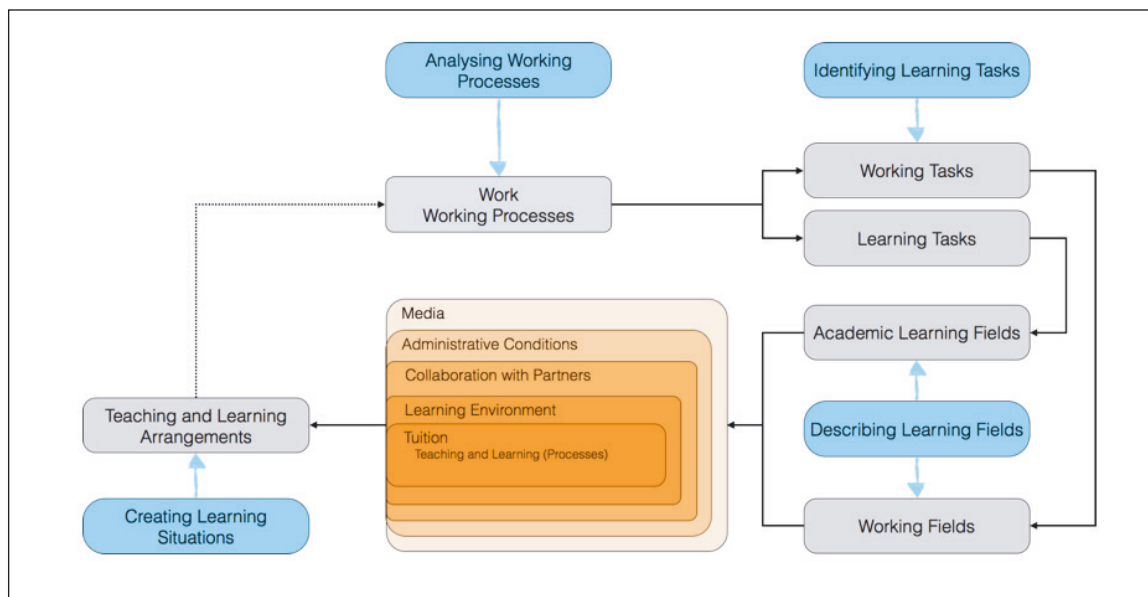 Analysing Working
Processes
Identifying Learning Tasks
Work
Working Processes
Working Tasks
Learning Tasks
Media
Administrative Conditions
Collaboration with Partners
Learning Environment
Tuition
Teaching and Learning (Processes)
Academic Learning Fields
Describing Learning Fields
Working Fields
Teaching and Learning
Arrangements
Creating Learning
Situations